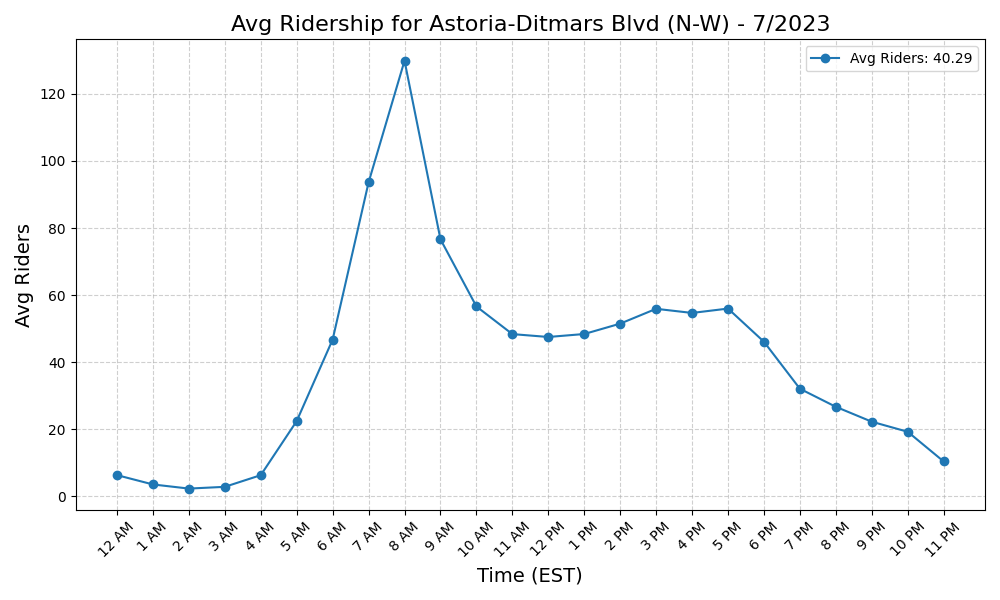 Avg Ridership for Astoria-Ditmars Blvd (N-W) - 7/2023
Avg Riders: 40.29
Avg Riders
120
100
80
60
40
20
0
12 AM
1 AM
2 AM
3 AM
4 AM
5 AM
6 AM
7 AM
8 AM
9 AM
10 AM
11 AM
12 PM
1 PM
2 PM
3 PM
4 PM
5 PM
6 PM
7 PM
8 PM
9 PM
10 PM
11 PM
Time (EST)